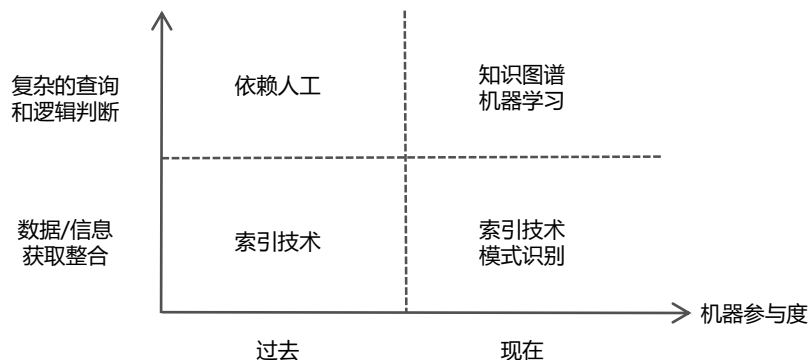 复杂的查询
和逻辑判断
依赖人工
知识图谱
机器学习
数据/信息
获取整合
索引技术
索引技术
模式识别
机器参与度
过去
现在